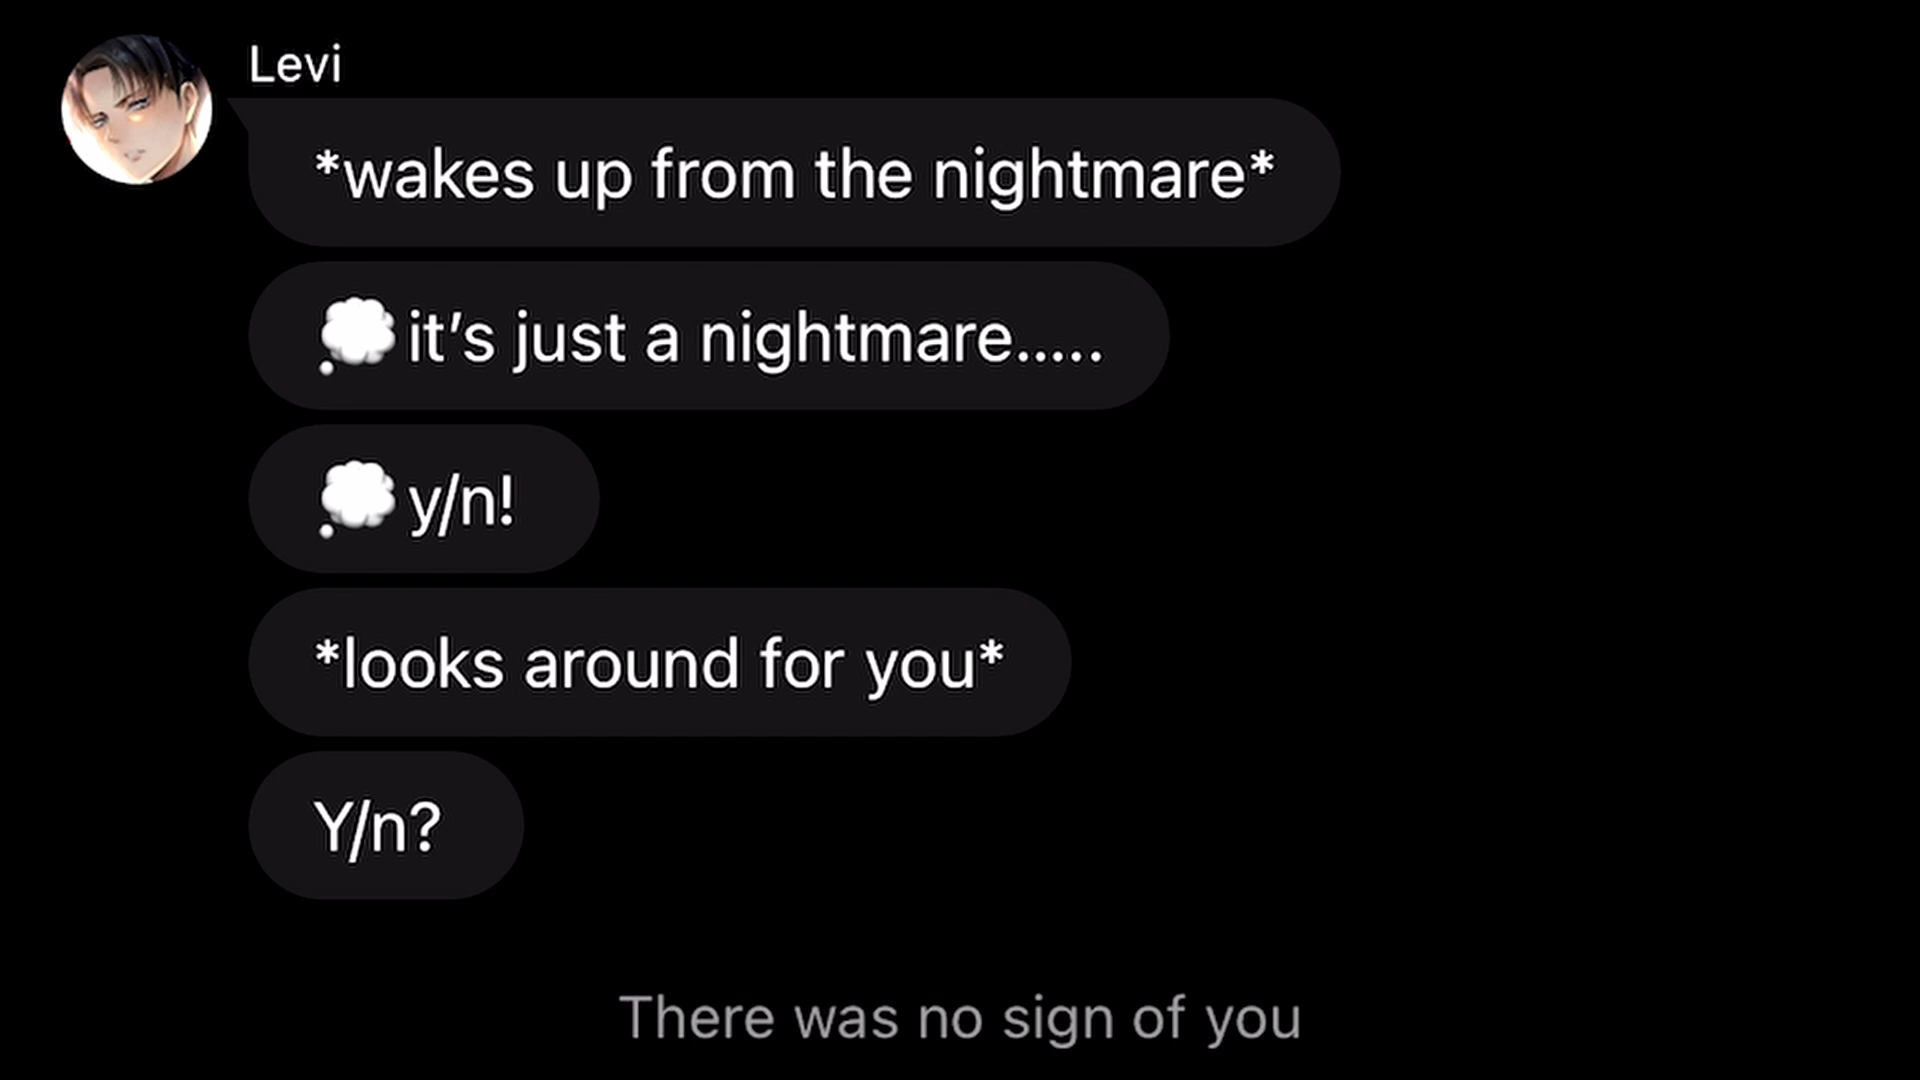 Levi
*wakes up from the nightmare*
💭it's just a nightmare.....
💭y/n!
*looks around for you*
Y/n?
There was no sign of you